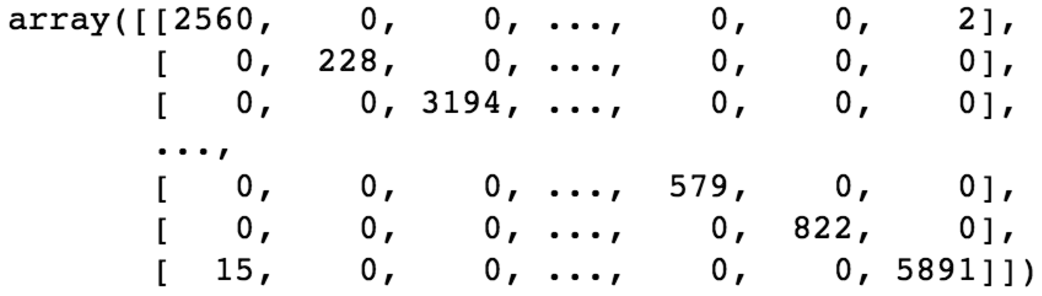 array([[2560,    0,    0, ...,    0,    0,    2],
       [   0,  228,    0, ...,    0,    0,    0],
       [   0,    0, 3194, ...,    0,    0,    0],
       ...,
       [   0,    0,    0, ...,  579,    0,    0],
       [   0,    0,    0, ...,    0,  822,    0],
       [  15,    0,    0, ...,    0,    0, 5891]])